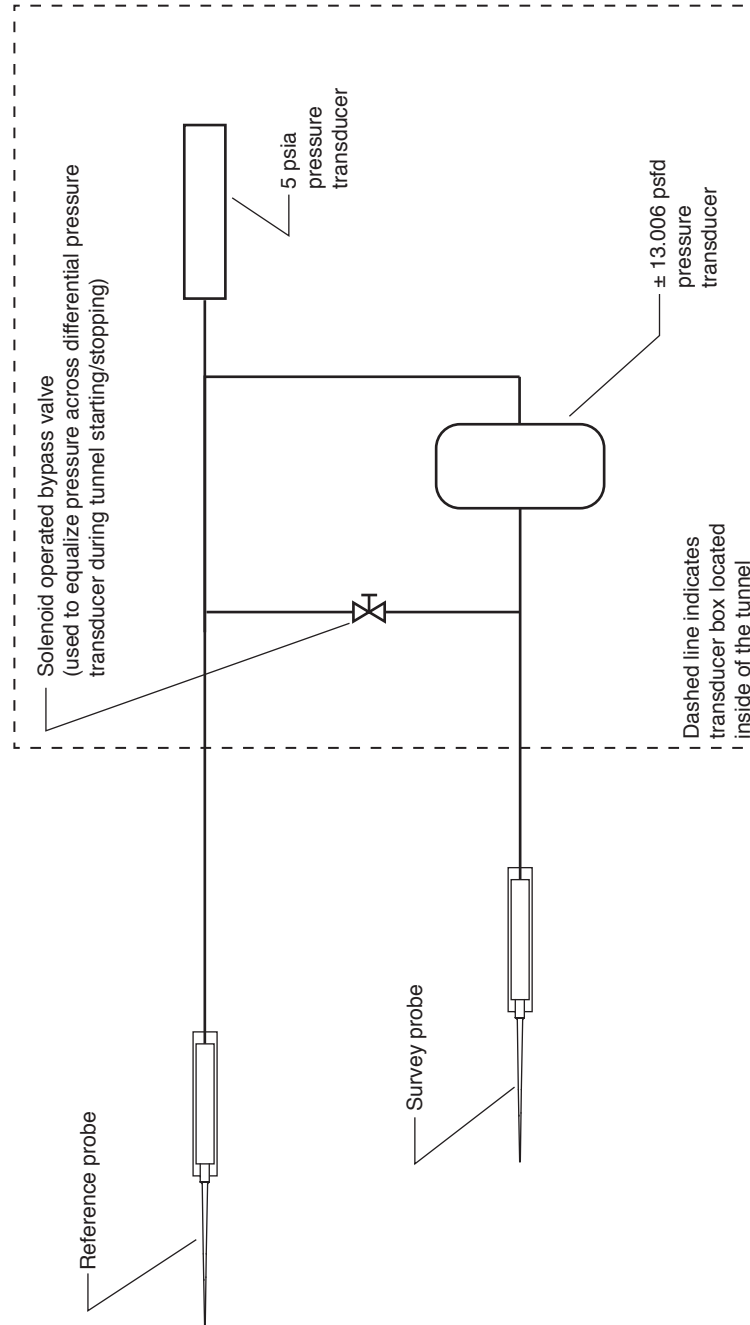 Solenoid operated bypass valve
(used to equalize pressure across differential pressure
transducer during tunnel starting/stopping)
5 psia
pressure
transducer
Reference probe
Survey probe
± 13.006 psfd
pressure
transducer
Dashed line indicates
transducer box located
inside of the tunnel